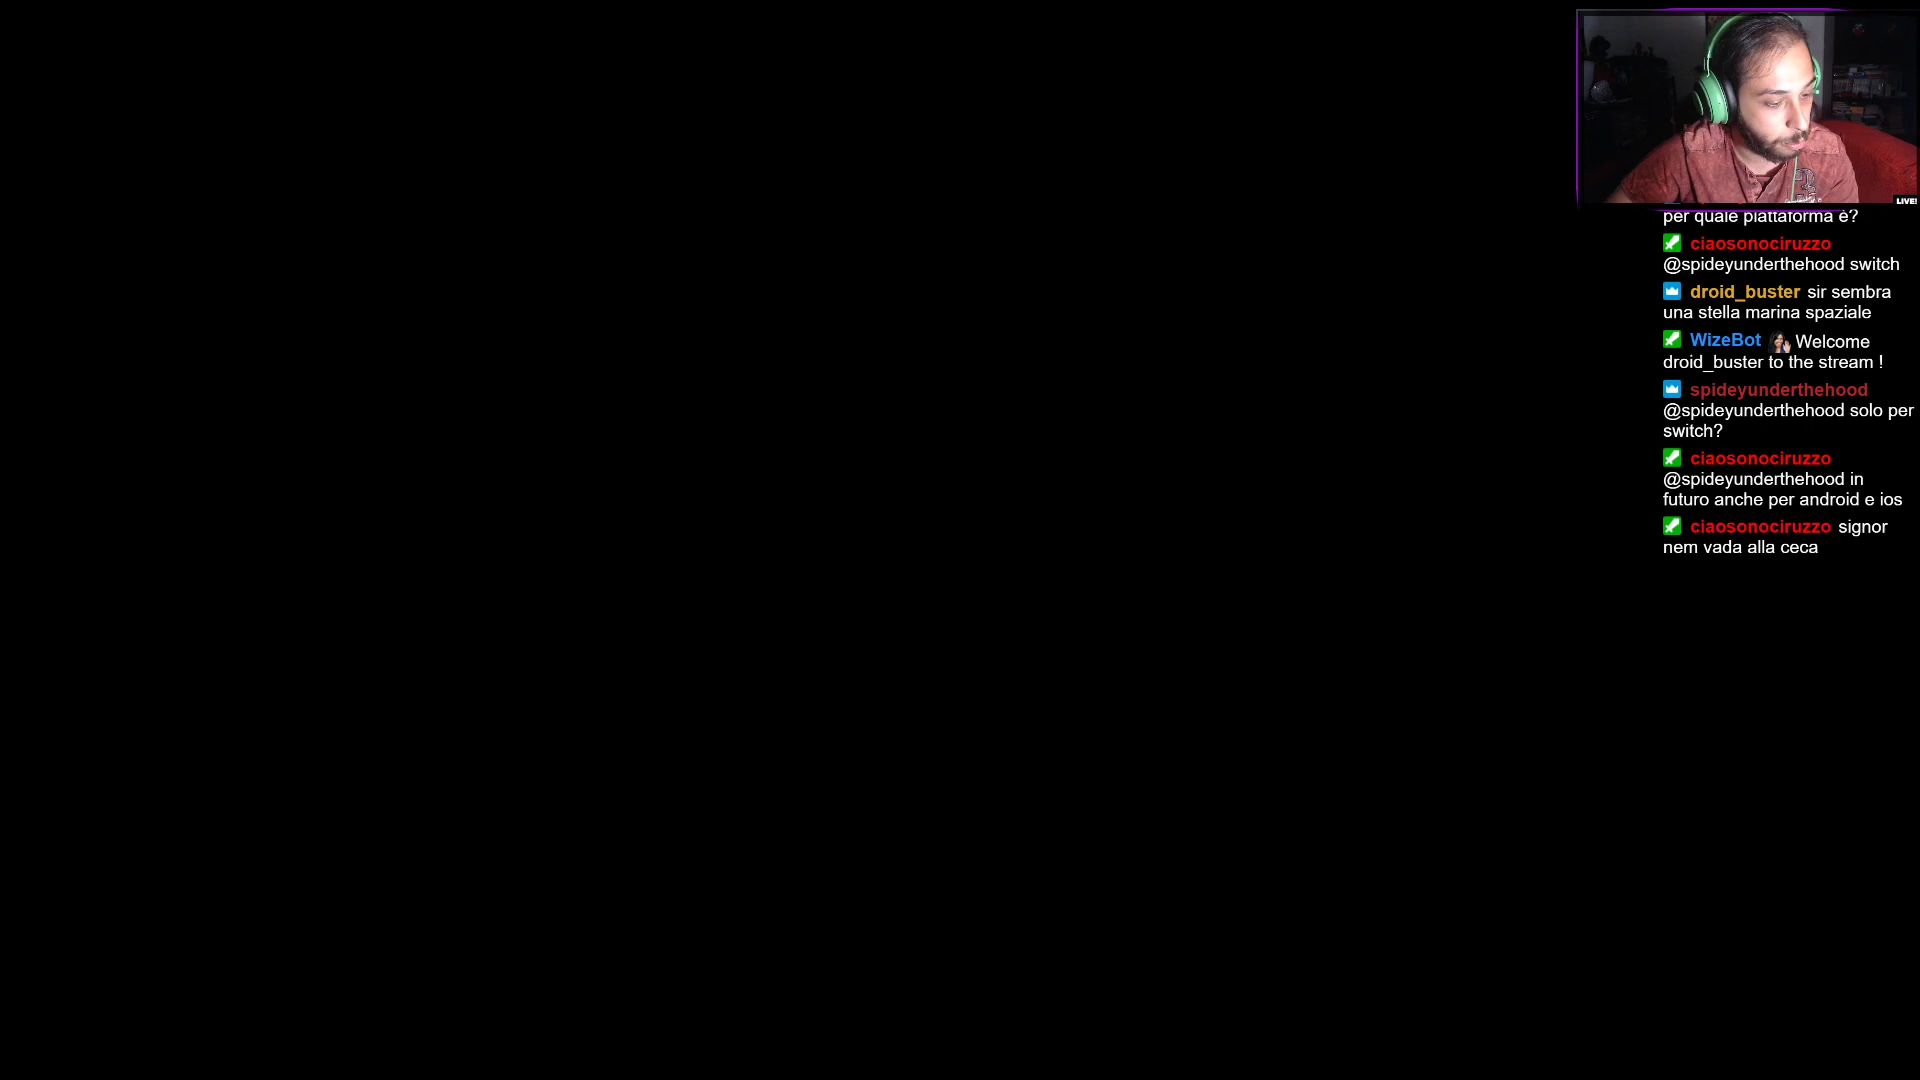 LIVE!
per quale piattaforma è?
ciaosonociruzzo
@spideyunderthehood switch
droid_buster sir sembra
una stella marina spaziale
WizeBot Welcome
droid_buster to the stream !
spideyunderthehood
@spideyunderthehood solo per
switch?
ciaosonociruzzo
@spideyunderthehood in
futuro anche per android e ios
ciaosonociruzzo signor
nem vada alla ceca